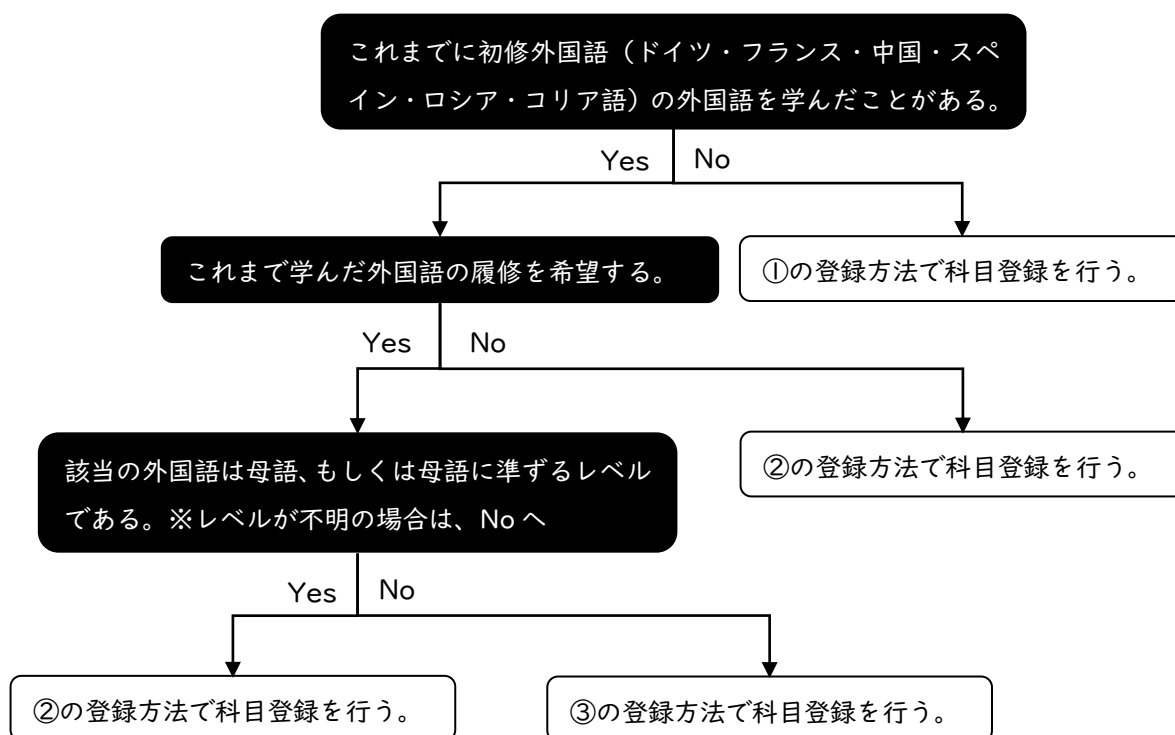 これまでに初修外国語（ドイツ・フランス・中国・スペ
イン・ロシア・コリア語）の外国語を学んだことがある。
Yes
No
これまで学んだ外国語の履修を希望する。
①の登録方法で科目登録を行う。
Yes
No
該当の外国語は母語、もしくは母語に準ずるレベル
である。※レベルが不明の場合は、No へ
②の登録方法で科目登録を行う。
Yes
No
②の登録方法で科目登録を行う。
③の登録方法で科目登録を行う。